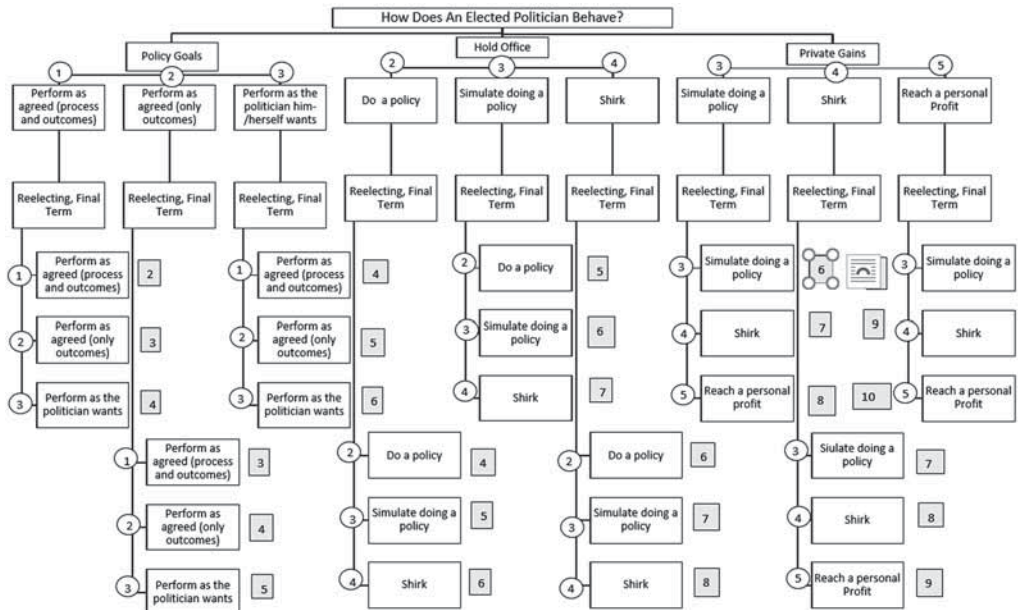 How Does An Elected Politician Behave?
Policy Goals
Hold Office
Private Gains
1
2
3
2
3
4
3
4
5
Perform as
agreed (process
and outcomes)
Perform as
agreed (only
outcomes)
Perform as the
politician him-
/herself wants
Do a policy
Simulate doing a
policy
Shirk
Simulate doing a
policy
Shirk
Reach a personal
Profit
Reelecting, Final
Term
Reelecting, Final
Term
Reelecting, Final
Term
Reelecting, Final
Term
Reelecting, Final
Term
Reelecting, Final
Term
Reelecting, Final
Term
Reelecting, Final
Term
Reelecting, Final
Term
1
Perform as
agreed (process
and outcomes)
2
2
Perform as
agreed (only
outcomes)
3
3
Perform as the
politician wants
4
1
Perform as
agreed (process
and outcomes)
3
2
Perform as
agreed (only
outcomes)
4
3
Perform as the
politician wants
5
1
Perform as
agreed (process
and outcomes)
4
2
Perform as
agreed (only
outcomes)
5
3
Perform as the
politician wants
6
2
Do a policy
4
3
Simulate doing a
policy
5
4
Shirk
6
2
Do a policy
5
3
Simulate doing a
policy
6
4
Shirk
7
2
Do a policy
6
3
Simulate doing a
policy
7
4
Shirk
8
3
Simulate doing a
policy
6
4
Shirk
7
5
Reach a personal
profit
8
3
Siulate doing a
policy
7
4
Shirk
8
5
Reach a personal
Profit
9
3
Simulate doing a
policy
9
4
Shirk
10
5
Reach a personal
Profit